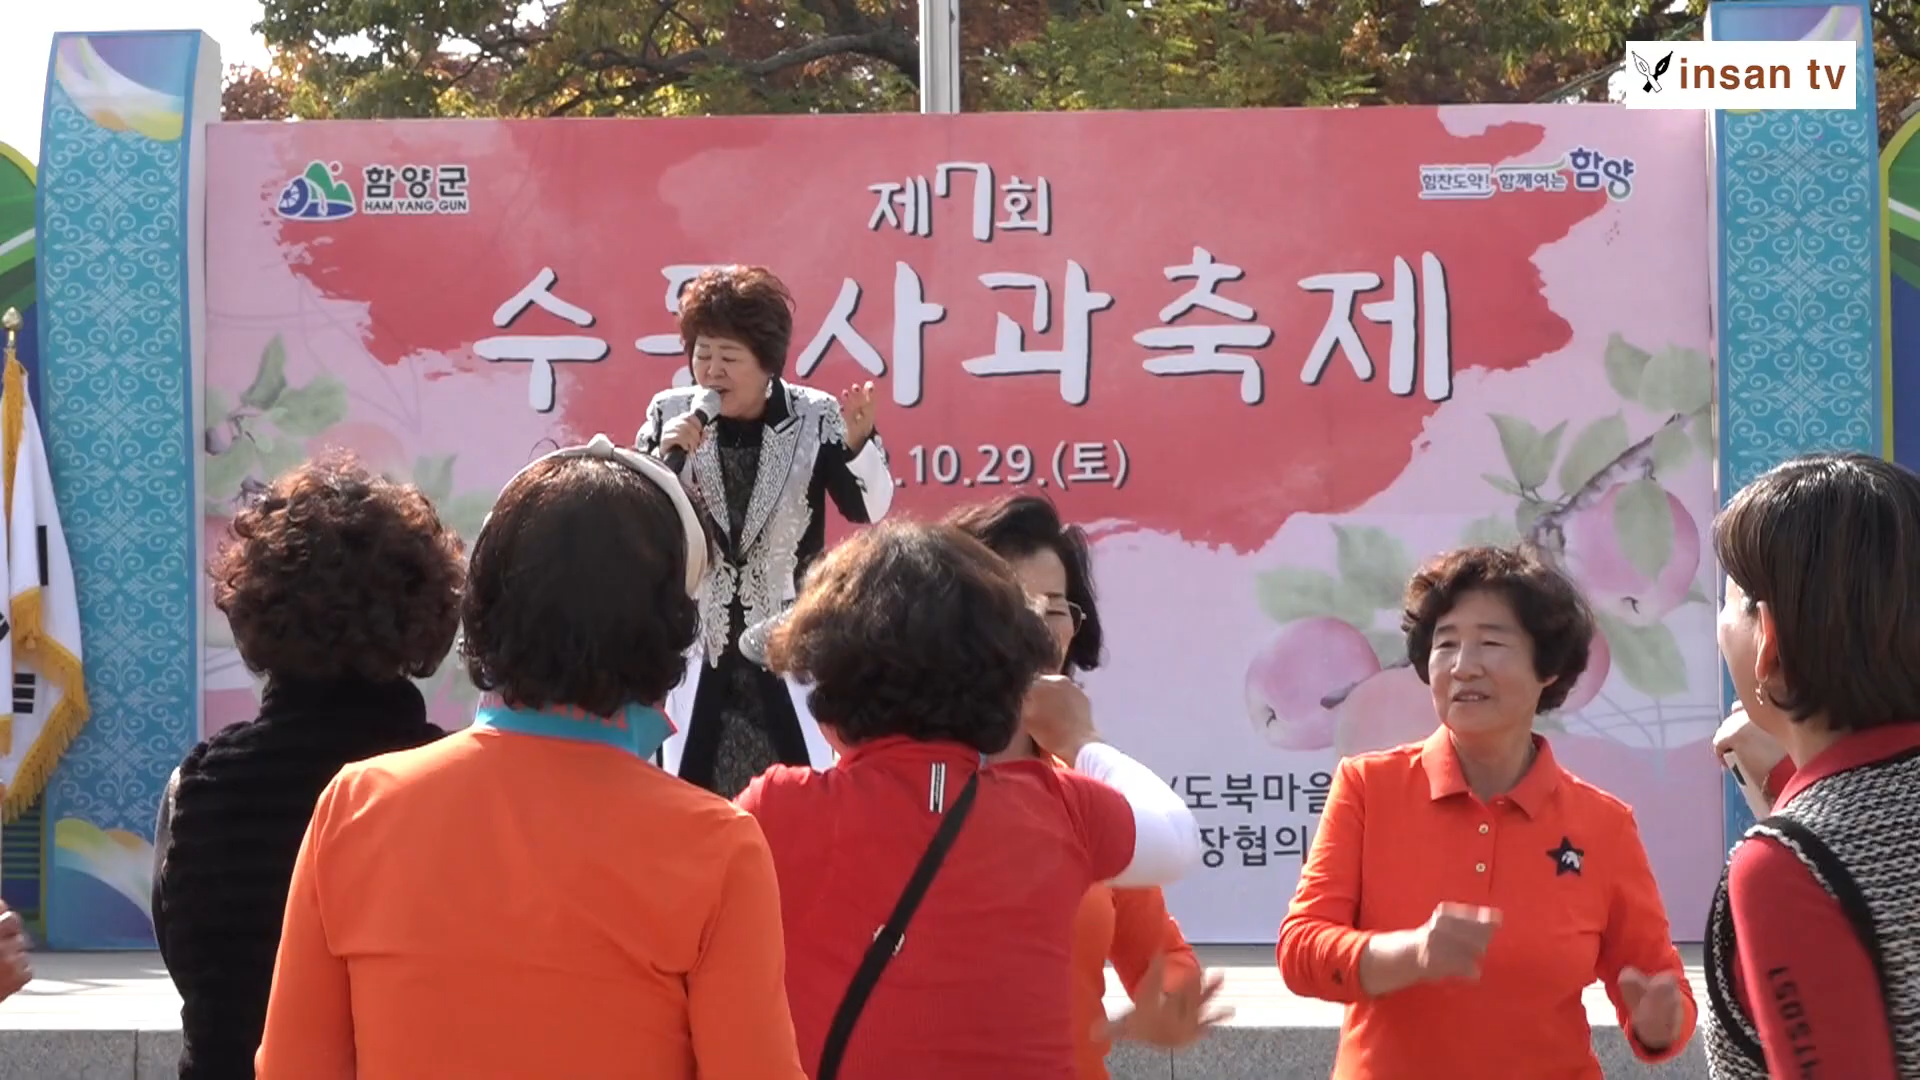 insan tv
함양군
HAM YANG GUN
힘찬도약! 함께여는 함양
제7회
수 사과축제
.10.29.(토)
/도북마을
장협의